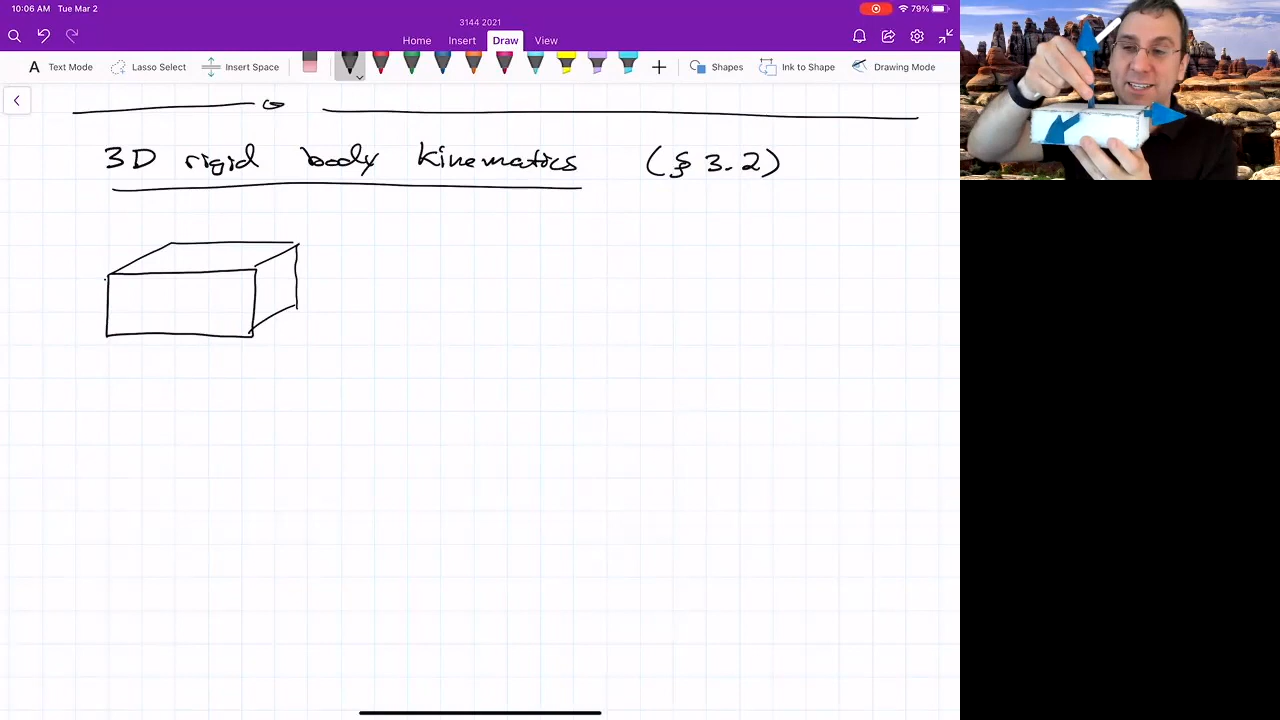 10:06 AM Tue Mar 2
79%
3144 2021
Home Insert Draw View
Text Mode Lasso Select Insert Space Shapes Ink to Shape Drawing Mode
3D rigid body kinematics (§ 3.2)